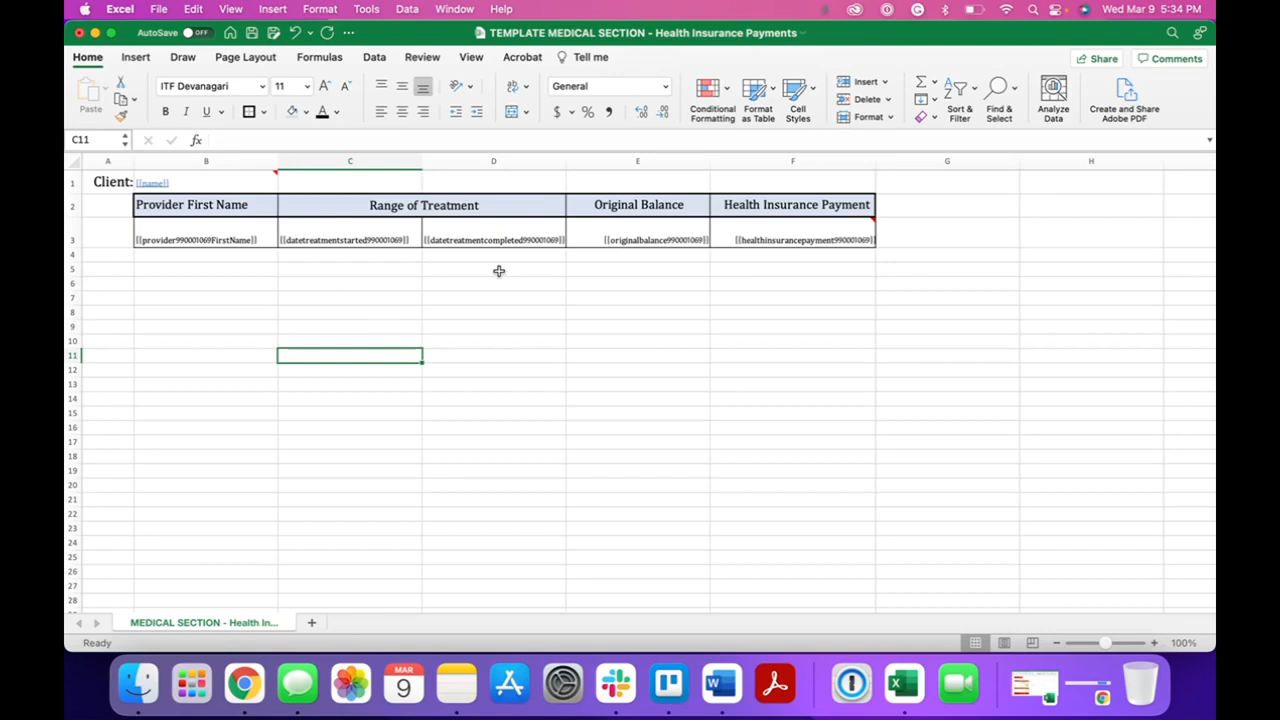 Excel File Edit View Insert Format Tools Data Window Help Wed Mar 9 5:34 PM
AutoSave OFF TEMPLATE MEDICAL SECTION - Health Insurance Payments
Home Insert Draw Page Layout Formulas Data Review View Acrobat Tell me Share Comments
Paste ITF Devanagari 11 General Conditional Formatting Format as Table Cell Styles Insert Delete Format Sort & Filter Find & Select Analyze Data Create and Share Adobe PDF
C11 fx
A B C D E F G H
1 Client: [[name]]
2 Provider First Name Range of Treatment Original Balance Health Insurance Payment
3 [[provider990001069FirstName]] [[datetreatmentstarted990001069]] [[datetreatmentcompleted990001069]] [[originalbalance990001069]] [[healthinsurancepayment990001069]]
4
5
6
7
8
9
10
11
12
13
14
15
16
17
18
19
20
21
22
23
24
25
26
27
28
MEDICAL SECTION - Health In...
Ready 100%
MAR
9